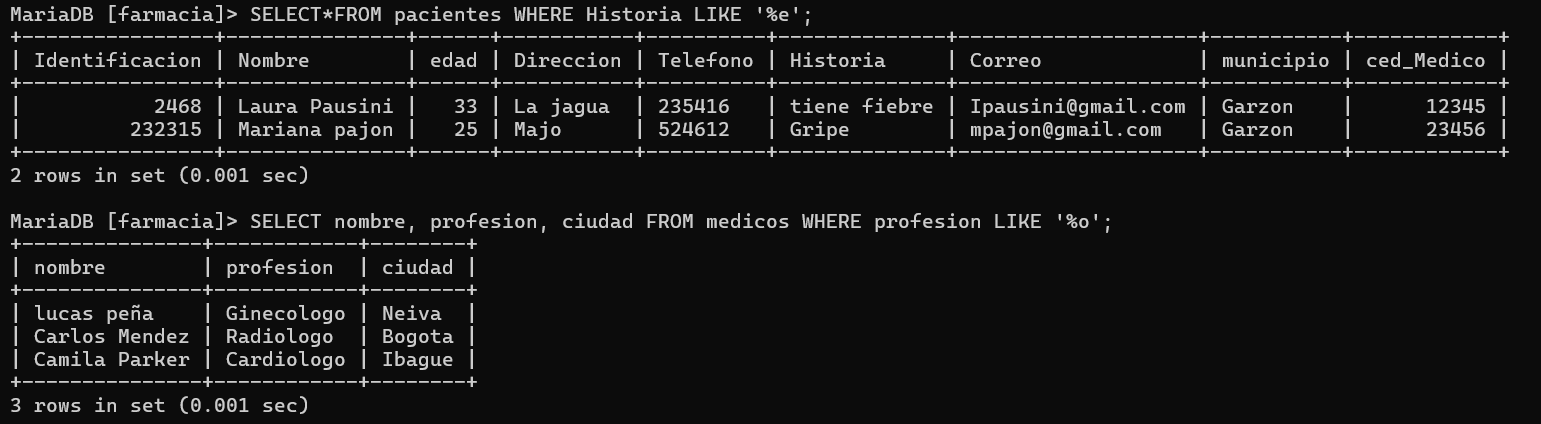 MariaDB [farmacia]> SELECT*FROM pacientes WHERE Historia LIKE '%e';
+----------------+---------------+------+-----------+----------+--------------+--------------------+-----------+------------+
| Identificacion | Nombre        | edad | Direccion | Telefono | Historia     | Correo             | municipio | ced_Medico |
+----------------+---------------+------+-----------+----------+--------------+--------------------+-----------+------------+
|           2468 | Laura Pausini |   33 | La jagua  | 235416   | tiene fiebre | Ipausini@gmail.com | Garzon    |      12345 |
|         232315 | Mariana pajon |   25 | Majo      | 524612   | Gripe        | mpajon@gmail.com   | Garzon    |      23456 |
+----------------+---------------+------+-----------+----------+--------------+--------------------+-----------+------------+
2 rows in set (0.001 sec)

MariaDB [farmacia]> SELECT nombre, profesion, ciudad FROM medicos WHERE profesion LIKE '%o';
+---------------+------------+--------+
| nombre        | profesion  | ciudad |
+---------------+------------+--------+
| lucas peña    | Ginecologo | Neiva  |
| Carlos Mendez | Radiologo  | Bogota |
| Camila Parker | Cardiologo | Ibague |
+---------------+------------+--------+
3 rows in set (0.001 sec)